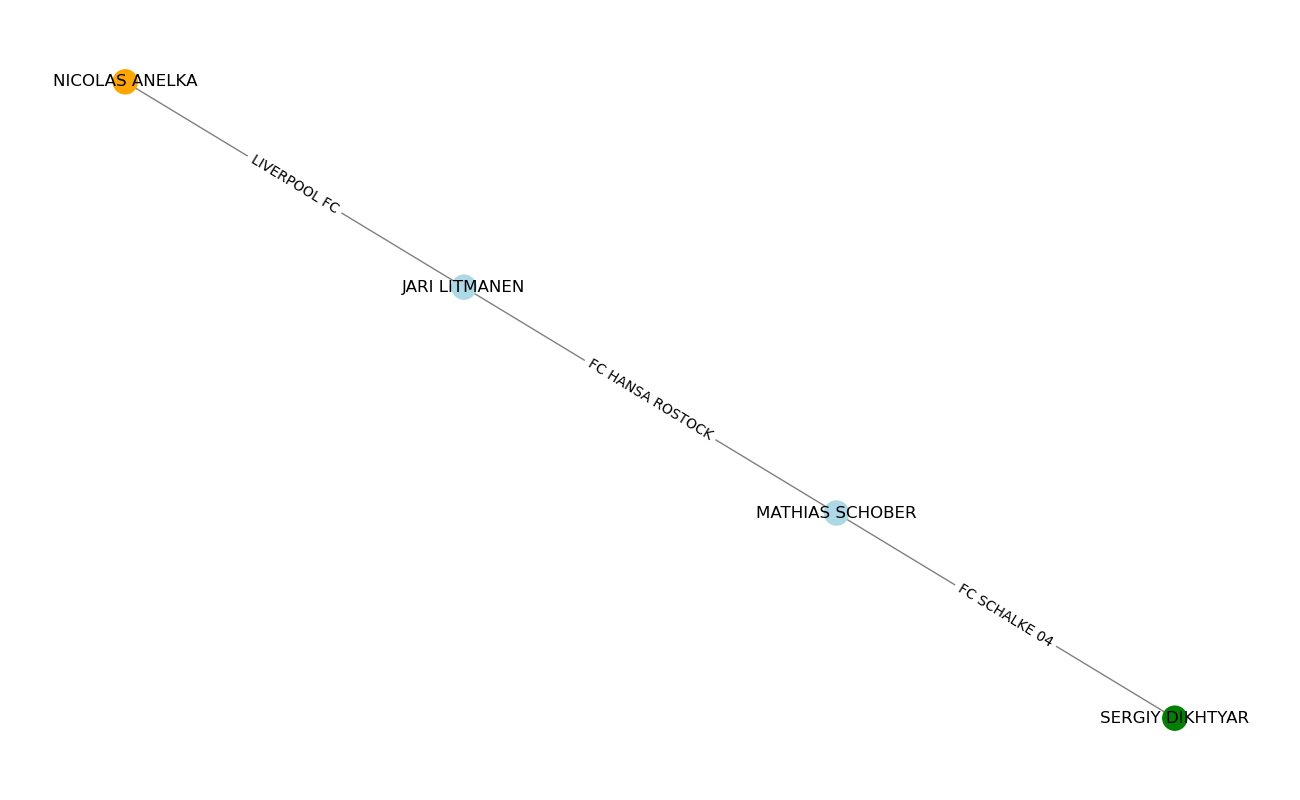 NICOLAS ANELKA
LIVERPOOL FC
JARI LITMANEN
FC HANSA ROSTOCK
MATHIAS SCHOBER
FC SCHALKE 04
SERGIY DIKHTYAR